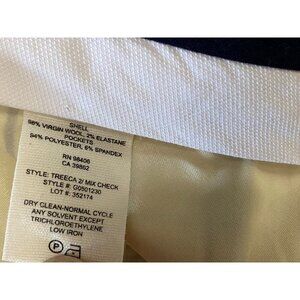 SHELL
98% VIRGIN WOOL, 2% ELASTANE
POCKETS
94% POLYESTER, 6% SPANDEX
RN 98406
CA 39862
STYLE: TREECA 2/ MIX CHECK
STYLE #: G0501230
LOT #: 352174
DRY CLEAN-NORMAL CYCLE
ANY SOLVENT EXCEPT
TRICHLOROETHYLENE
LOW IRON
P